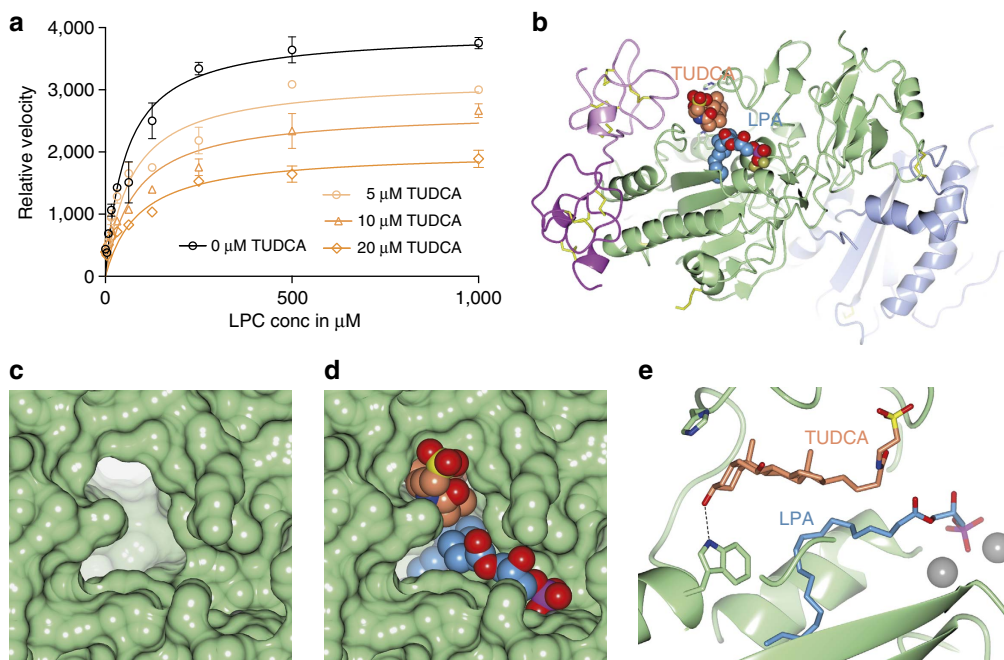 a
4,000
3,000
2,000
1,000
0
Relative velocity
0 μM TUDCA
5 μM TUDCA
10 μM TUDCA
20 μM TUDCA
0
500
1,000
LPC conc in μM
b
TUDCA
LPA
c
d
e
TUDCA
LPA